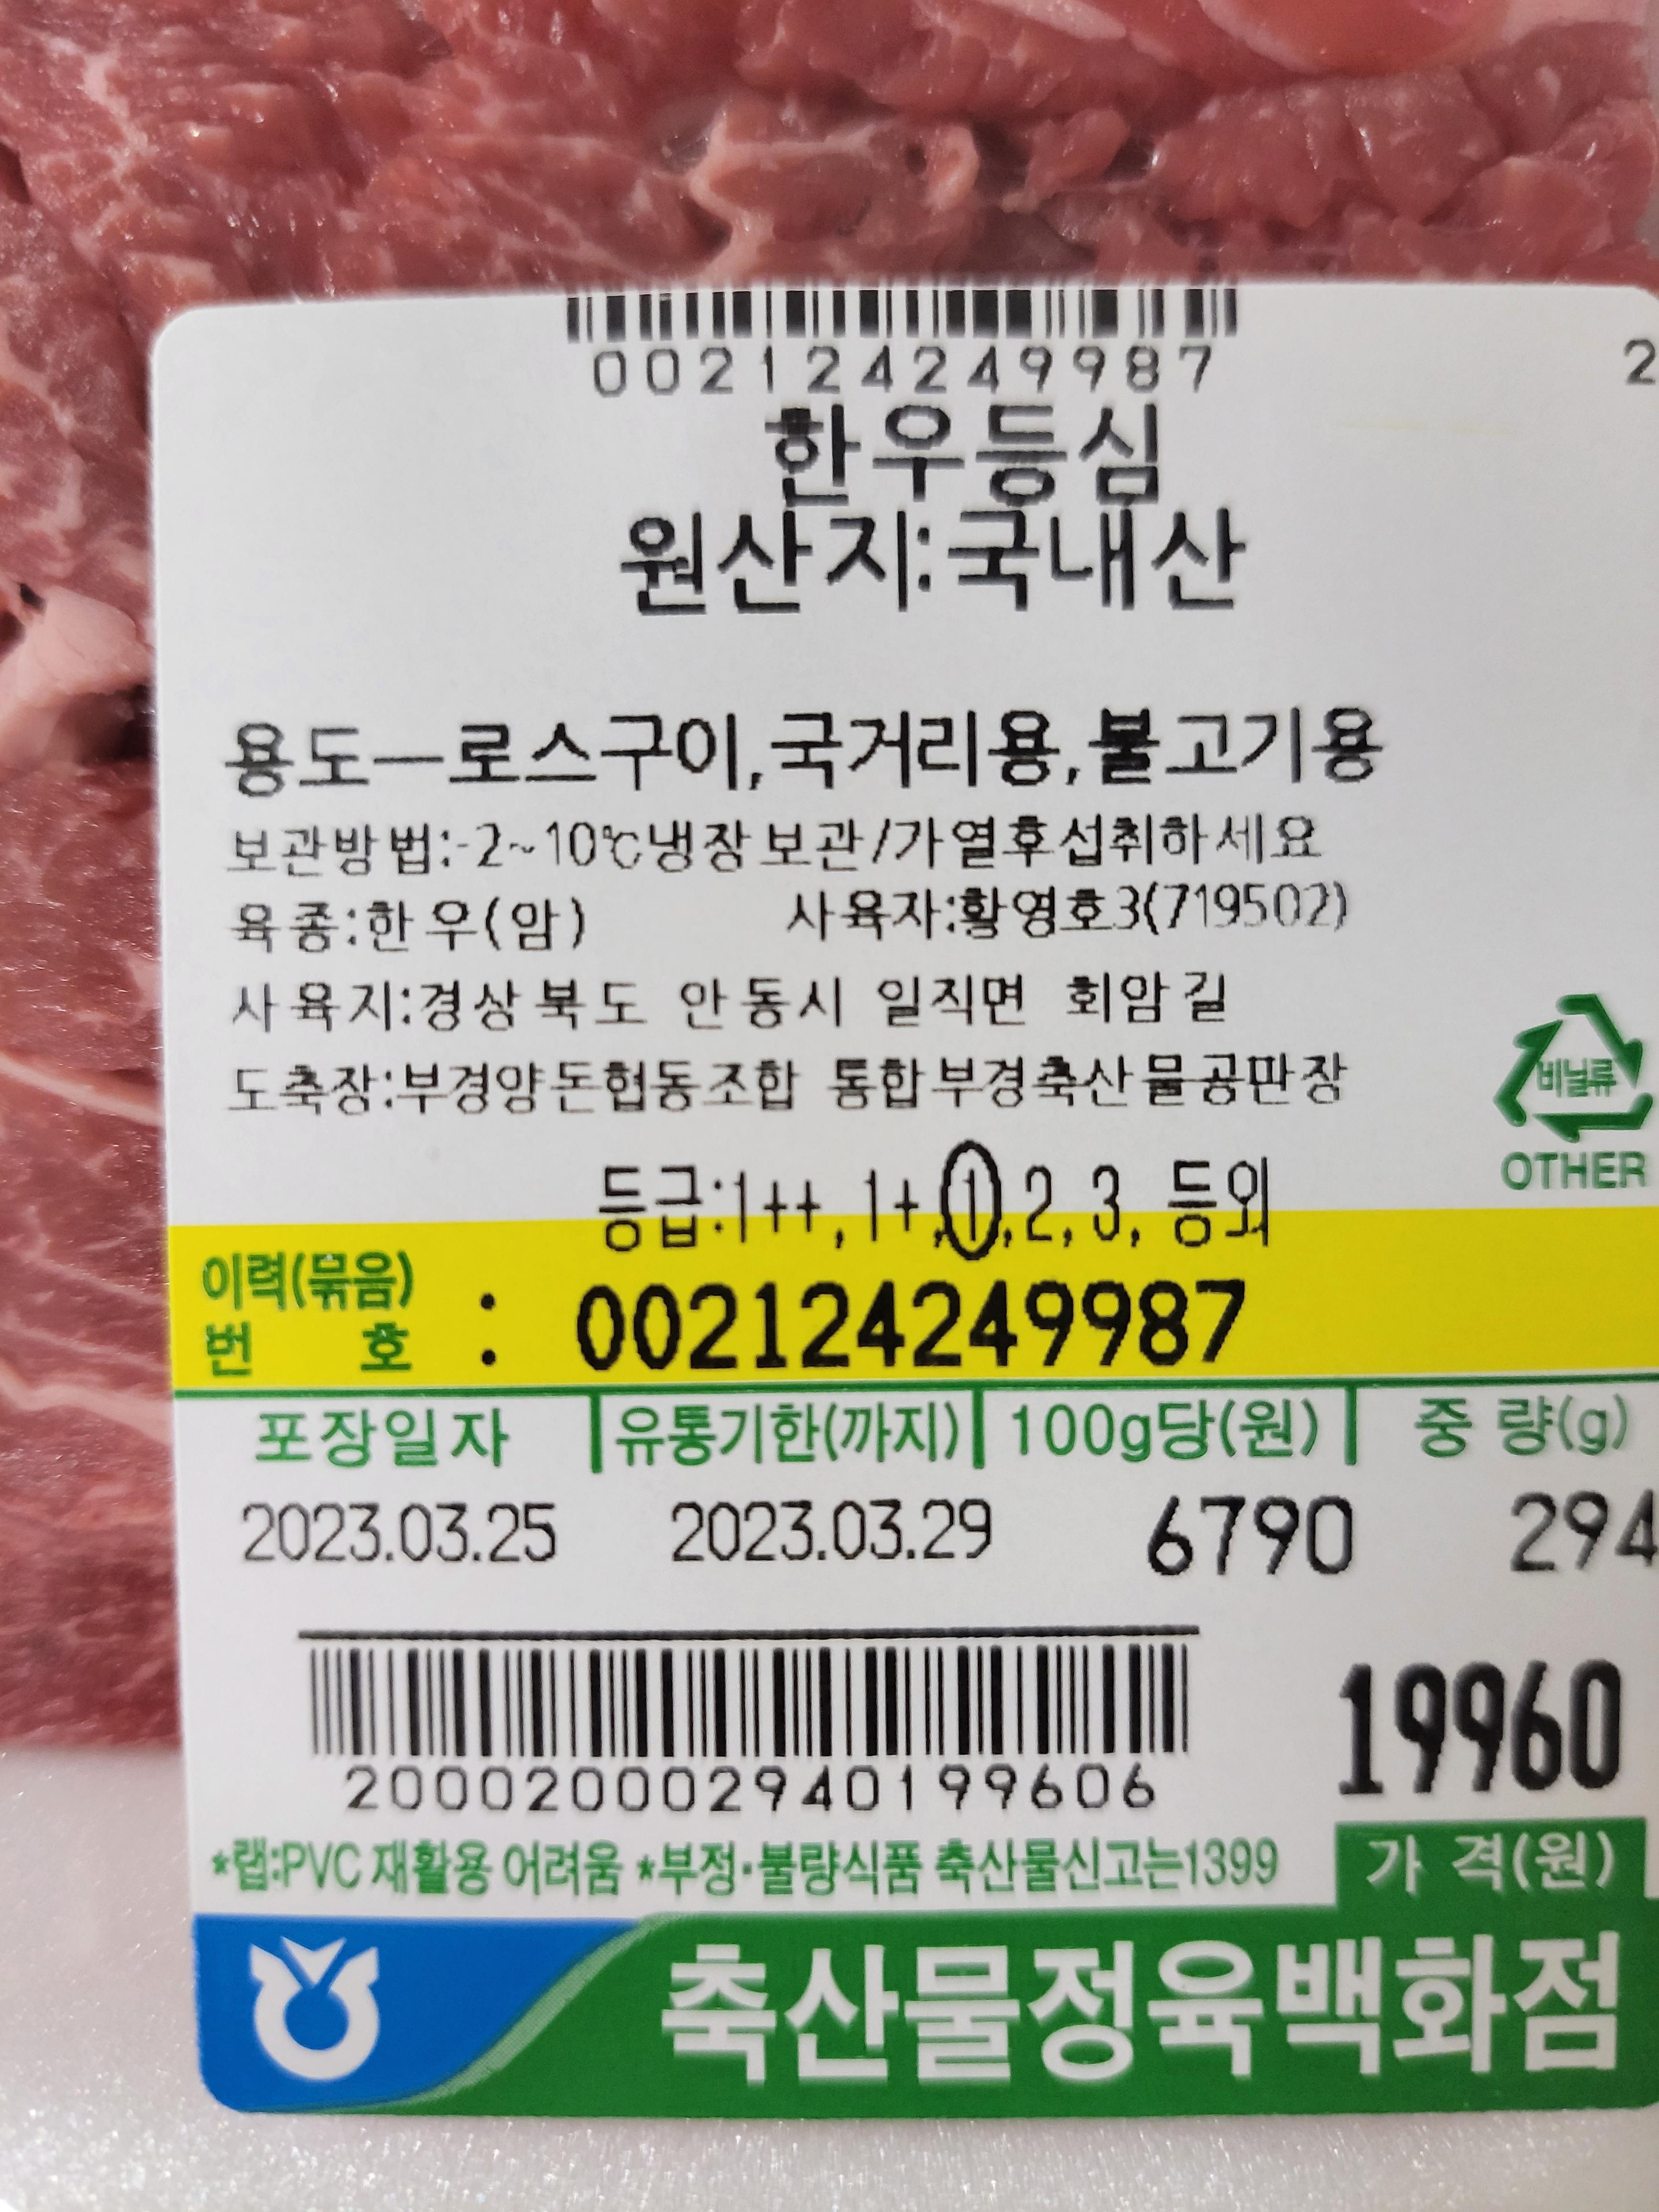 002124249987
2
한우등심
원산지:국내산
용도—로스구이,국거리용,불고기용
보관방법:-2~10℃냉장보관/가열후섭취하세요
육종:한우(암) 사육자:황영호3(719502)
사육지:경상북도 안동시 일직면 회암길
도축장:부경양돈협동조합 통합부경축산물공판장
비닐류
OTHER
등급:1++,1+,1,2,3, 등외
이력(묶음)
번 호 : 002124249987
포장일자 유통기한(까지) 100g당(원) 중 량(g)
2023.03.25 2023.03.29 6790 294
200020002940199606
19960
*랩:PVC 재활용 어려움 *부정·불량식품 축산물신고는1399
가 격(원)
축산물정육백화점